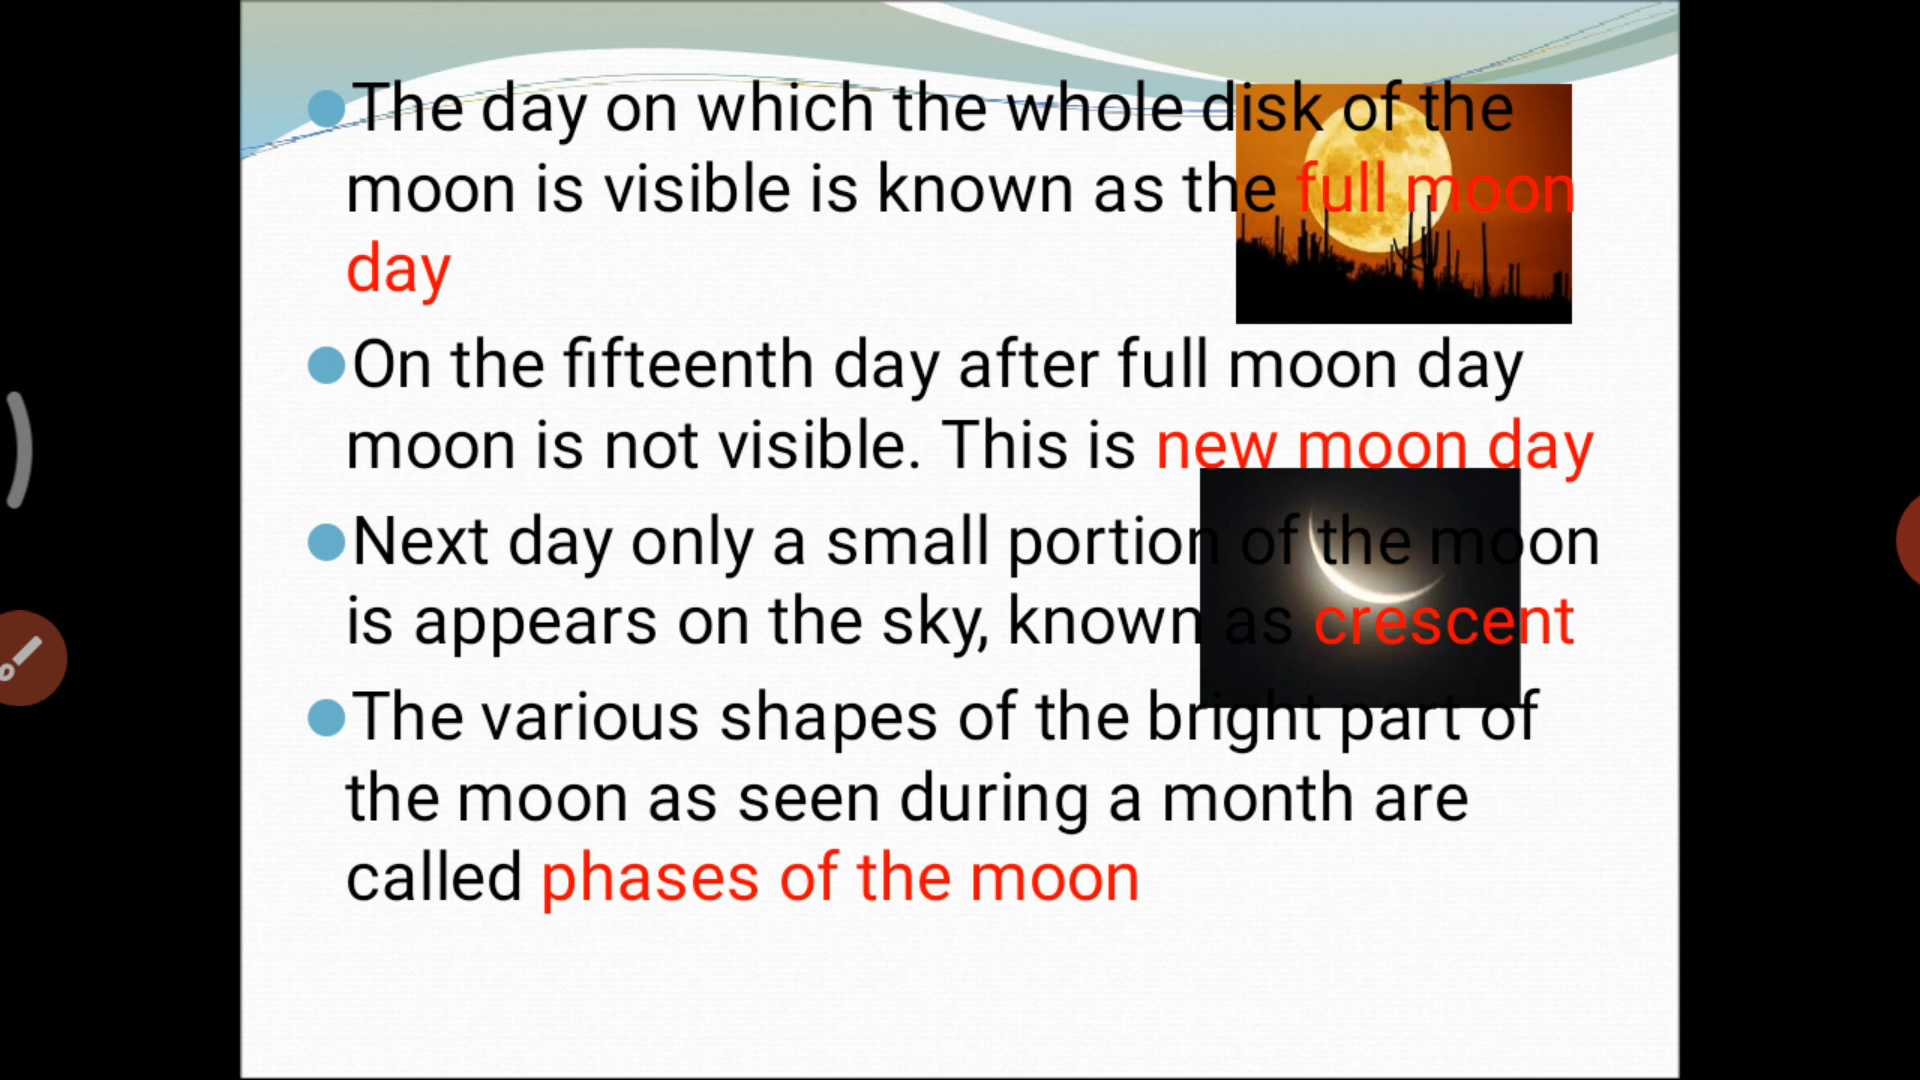 The day on which the whole disk of the
moon is visible is known as the full moon
day
On the fifteenth day after full moon day
moon is not visible. This is new moon day
Next day only a small portion of the moon
is appears on the sky, known as crescent
The various shapes of the bright part of
the moon as seen during a month are
called phases of the moon